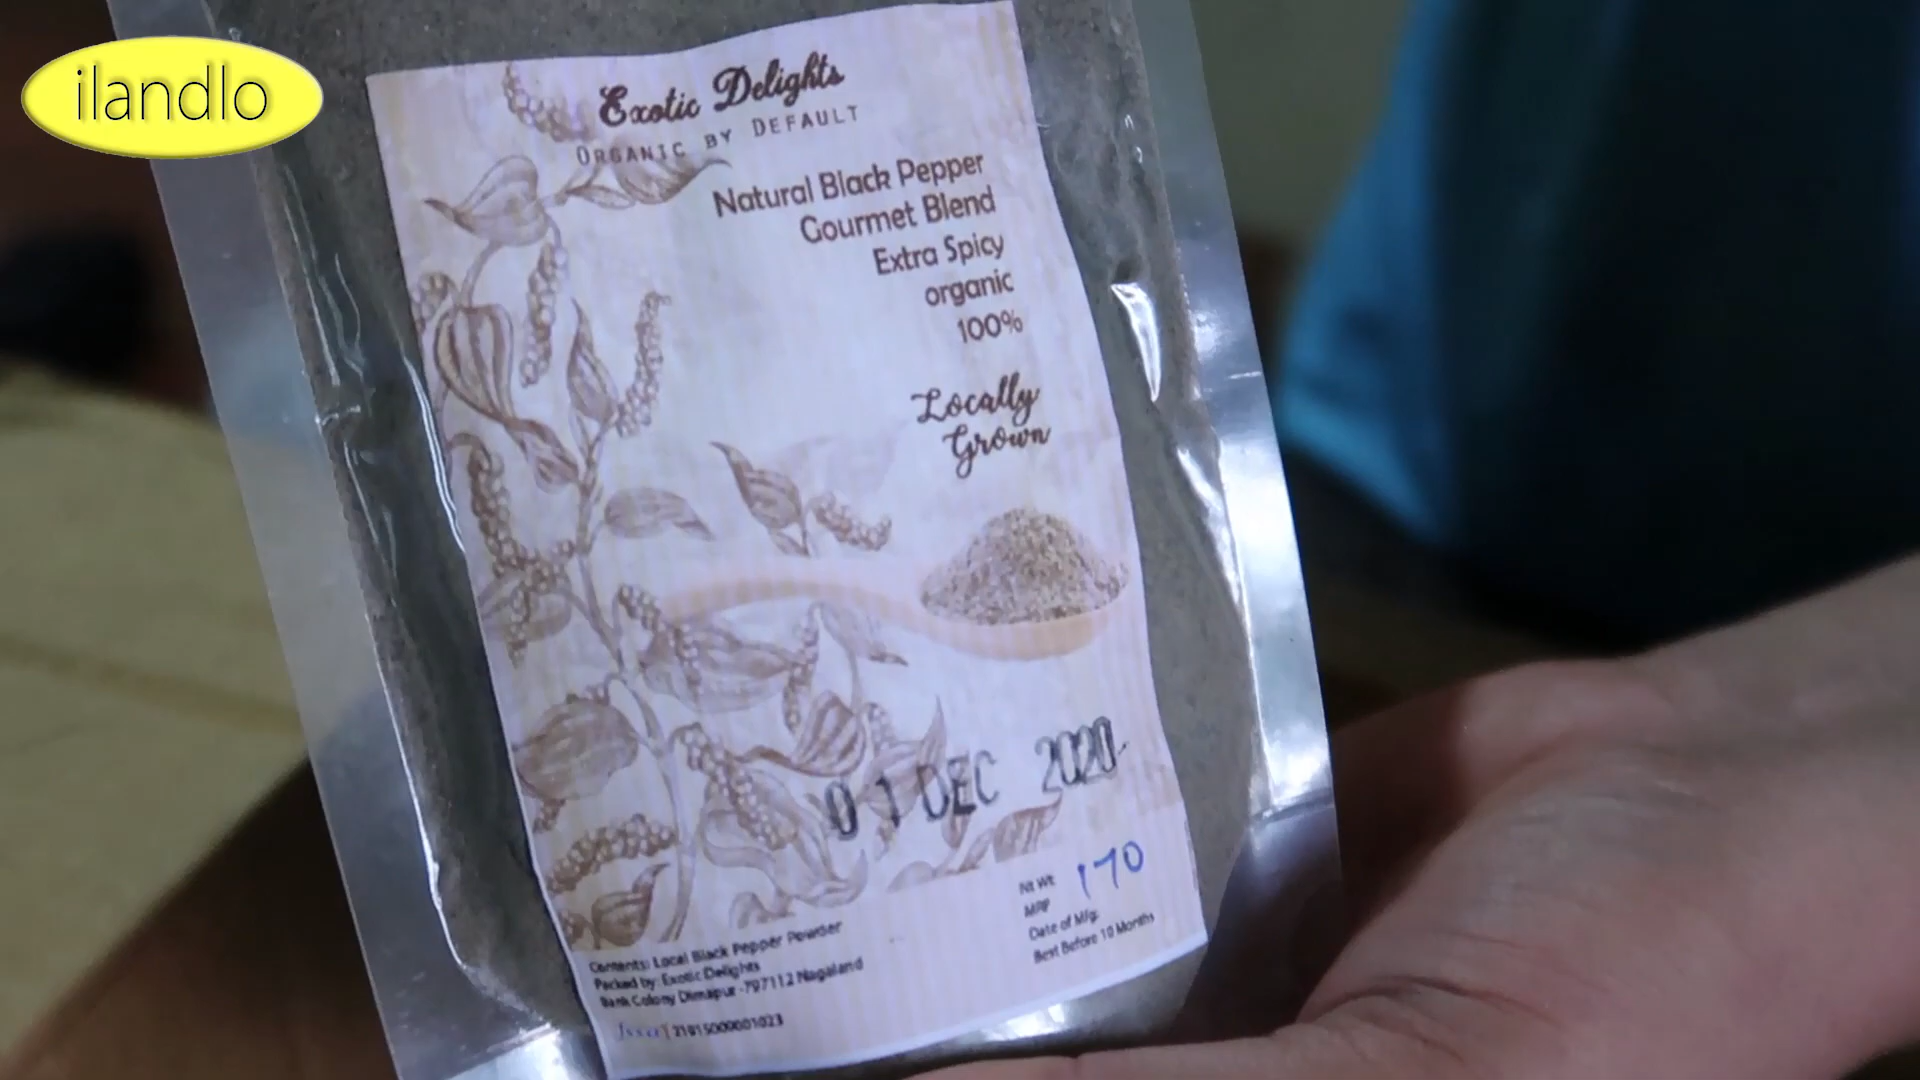 ilandlo
Exotic Delights
ORGANIC BY DEFAULT
Natural Black Pepper
Gourmet Blend
Extra Spicy
organic
100%
Locally
Grown
01 DEC 2020
Nt Wt 170
MRP
Date of Mfg:
Best Before 10 Months
Contents: Local Black Pepper Powder
Packed by: Exotic Delights
Bank Colony Dimapur -797112 Nagaland
fssai